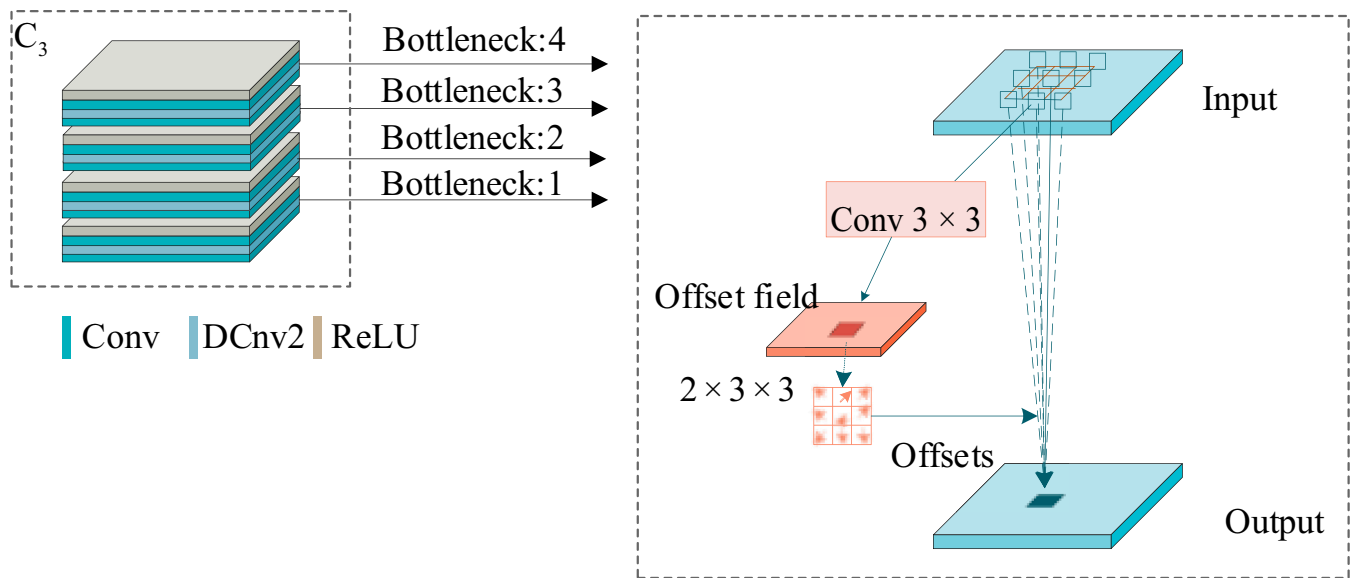 C3
Bottleneck:4
Bottleneck:3
Bottleneck:2
Bottleneck:1
Conv
DCnv2
ReLU
Input
Conv 3 × 3
Offset field
2 × 3 × 3
Offsets
Output